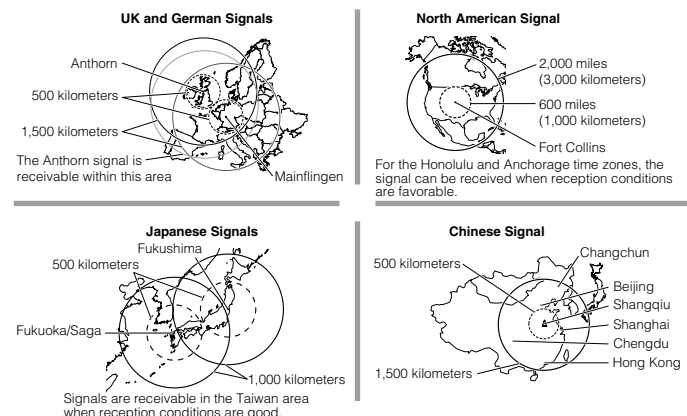 UK and German Signals
Anthorn
500 kilometers
1,500 kilometers
The Anthorn signal is
receivable within this area
Mainflingen
North American Signal
2,000 miles
(3,000 kilometers)
600 miles
(1,000 kilometers)
Fort Collins
For the Honolulu and Anchorage time zones, the
signal can be received when reception conditions
are favorable.
Japanese Signals
Fukushima
500 kilometers
Fukuoka/Saga
1,000 kilometers
Signals are receivable in the Taiwan area
when reception conditions are good.
Chinese Signal
Changchun
500 kilometers
Beijing
Shangqiu
Shanghai
Chengdu
Hong Kong
1,500 kilometers